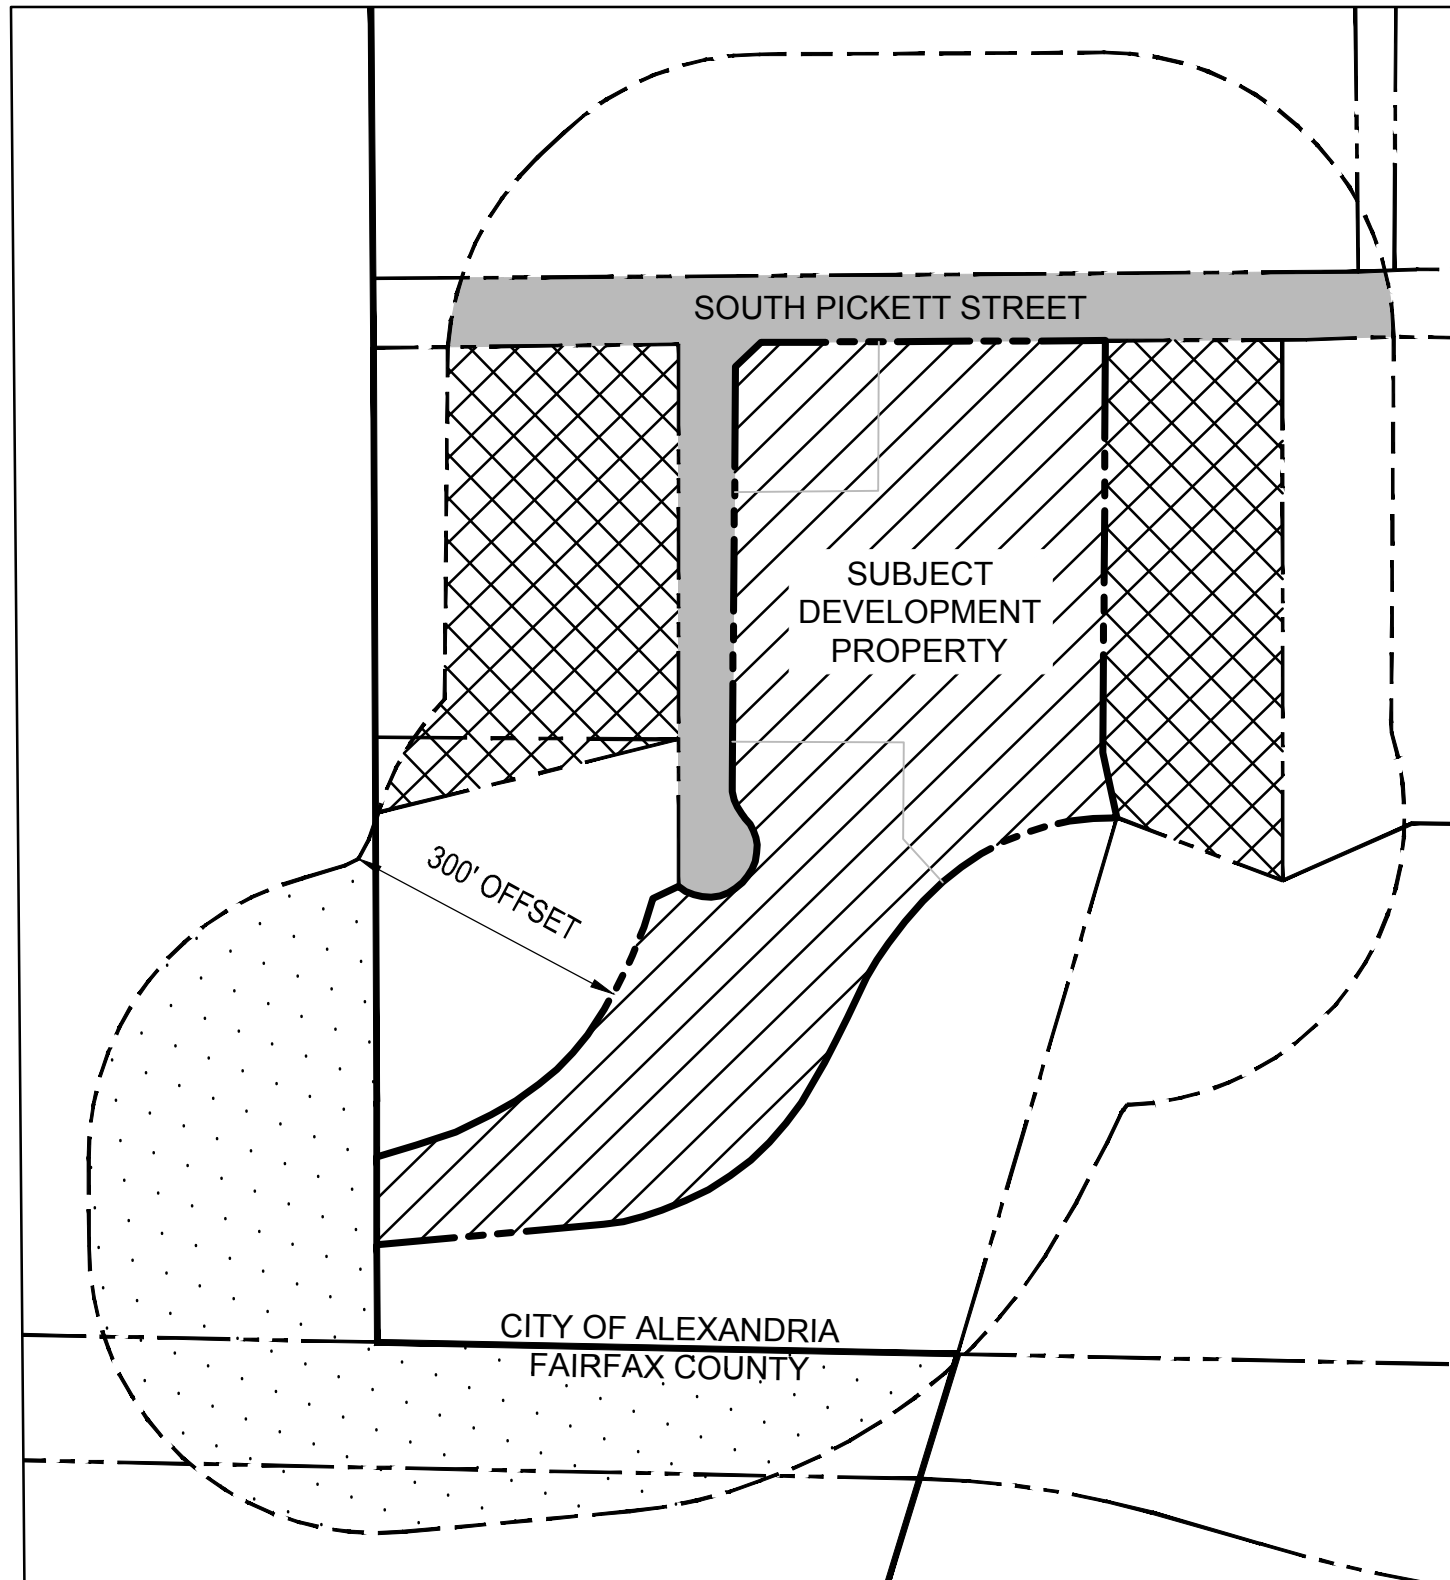 SOUTH PICKETT STREET
SUBJECT
DEVELOPMENT
PROPERTY
300' OFFSET
CITY OF ALEXANDRIA
FAIRFAX COUNTY